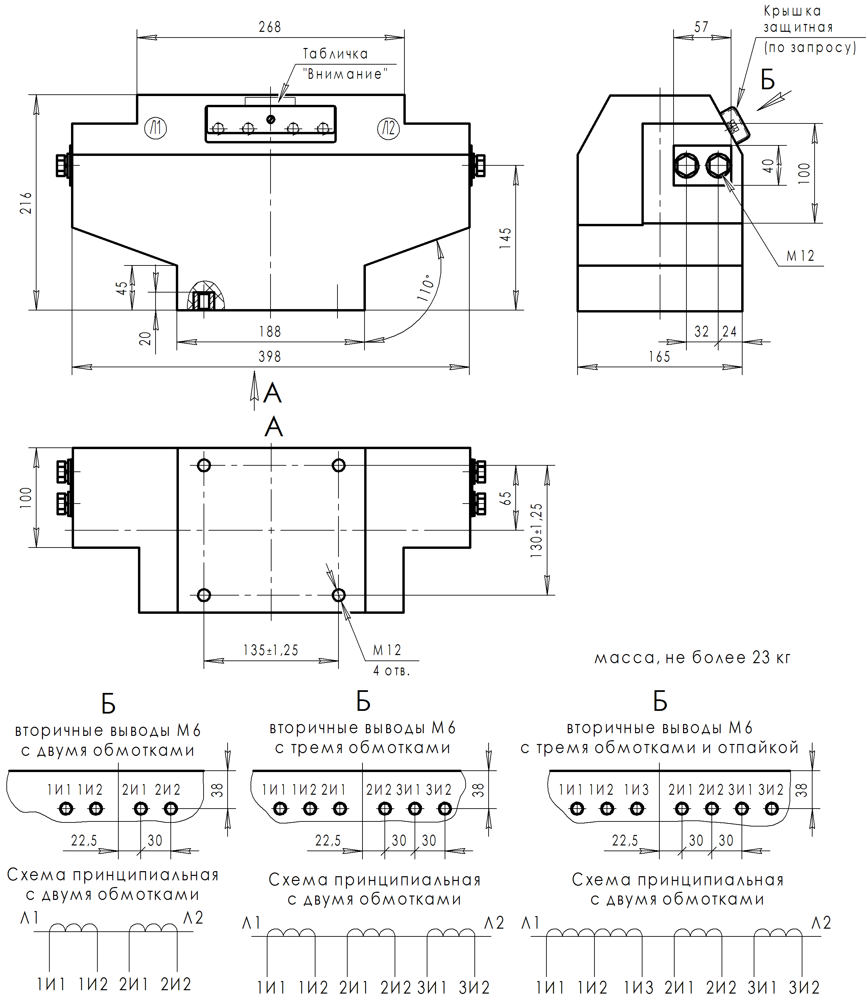 268
57
Крышка
защитная
(по запросу)
Табличка
"Внимание"
Б
Л1
Л2
216
40
100
145
М12
45
110°
20
188
398
32
24
165
А
А
100
65
130±1,25
135±1,25
М12
4 отв.
масса, не более 23 кг
Б
вторичные выводы М6
с двумя обмотками
1И1 1И2 2И1 2И2
38
22,5
30
Схема принципиальная
с двумя обмотками
Л1
Л2
1И1 1И2 2И1 2И2
Б
вторичные выводы М6
с тремя обмотками
1И1 1И2 2И1 2И2 3И1 3И2
38
22,5
30
30
Схема принципиальная
с двумя обмотками
Л1
Л2
1И1 1И2 2И1 2И2 3И1 3И2
Б
вторичные выводы М6
с тремя обмотками и отпайкой
1И1 1И2 1И3 2И1 2И2 3И1 3И2
38
22,5
30
30
Схема принципиальная
с двумя обмотками
Л1
Л2
1И1 1И2 1И3 2И1 2И2 3И1 3И2